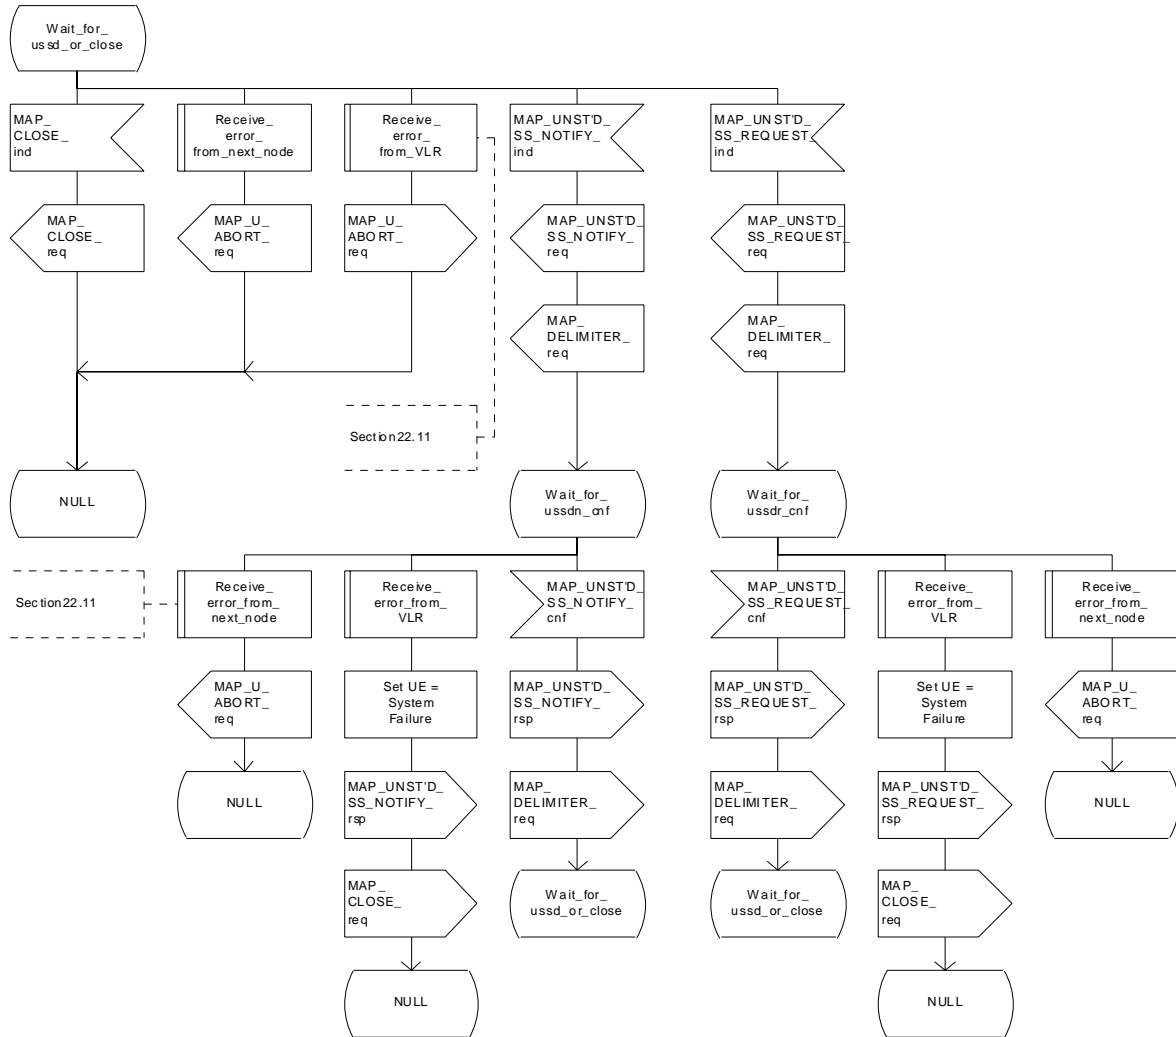 Wait_for_
ussd_or_close
MAP_
CLOSE_
ind
Receive_
error_
from_next_node
Receive_
error_
from_VLR
MAP_UNST'D_
SS_NOTIFY_
ind
MAP_UNST'D_
SS_REQUEST_
ind
MAP_
CLOSE_
req
MAP_U_
ABORT_
req
MAP_U_
ABORT_
req
MAP_UNST'D_
SS_NOTIFY_
req
MAP_UNST'D_
SS_REQUEST_
req
MAP_
DELIMITER_
req
MAP_
DELIMITER_
req
Section 22.11
NULL
Wait_for_
ussdn_cnf
Wait_for_
ussdr_cnf
Section 22.11
Receive_
error_from_
next_node
Receive_
error_from_
VLR
MAP_UNST'D_
SS_NOTIFY_
cnf
MAP_UNST'D_
SS_REQUEST_
cnf
Receive_
error_from_
VLR
Receive_
error_from_
next_node
MAP_U_
ABORT_
req
Set UE =
System
Failure
MAP_UNST'D_
SS_NOTIFY_
rsp
MAP_UNST'D_
SS_REQUEST_
rsp
Set UE =
System
Failure
MAP_U_
ABORT_
req
NULL
MAP_UNST'D_
SS_NOTIFY_
rsp
MAP_
DELIMITER_
req
MAP_
DELIMITER_
req
MAP_UNST'D_
SS_REQUEST_
rsp
NULL
MAP_
CLOSE_
req
Wait_for_
ussd_or_close
Wait_for_
ussd_or_close
MAP_
CLOSE_
req
NULL
NULL